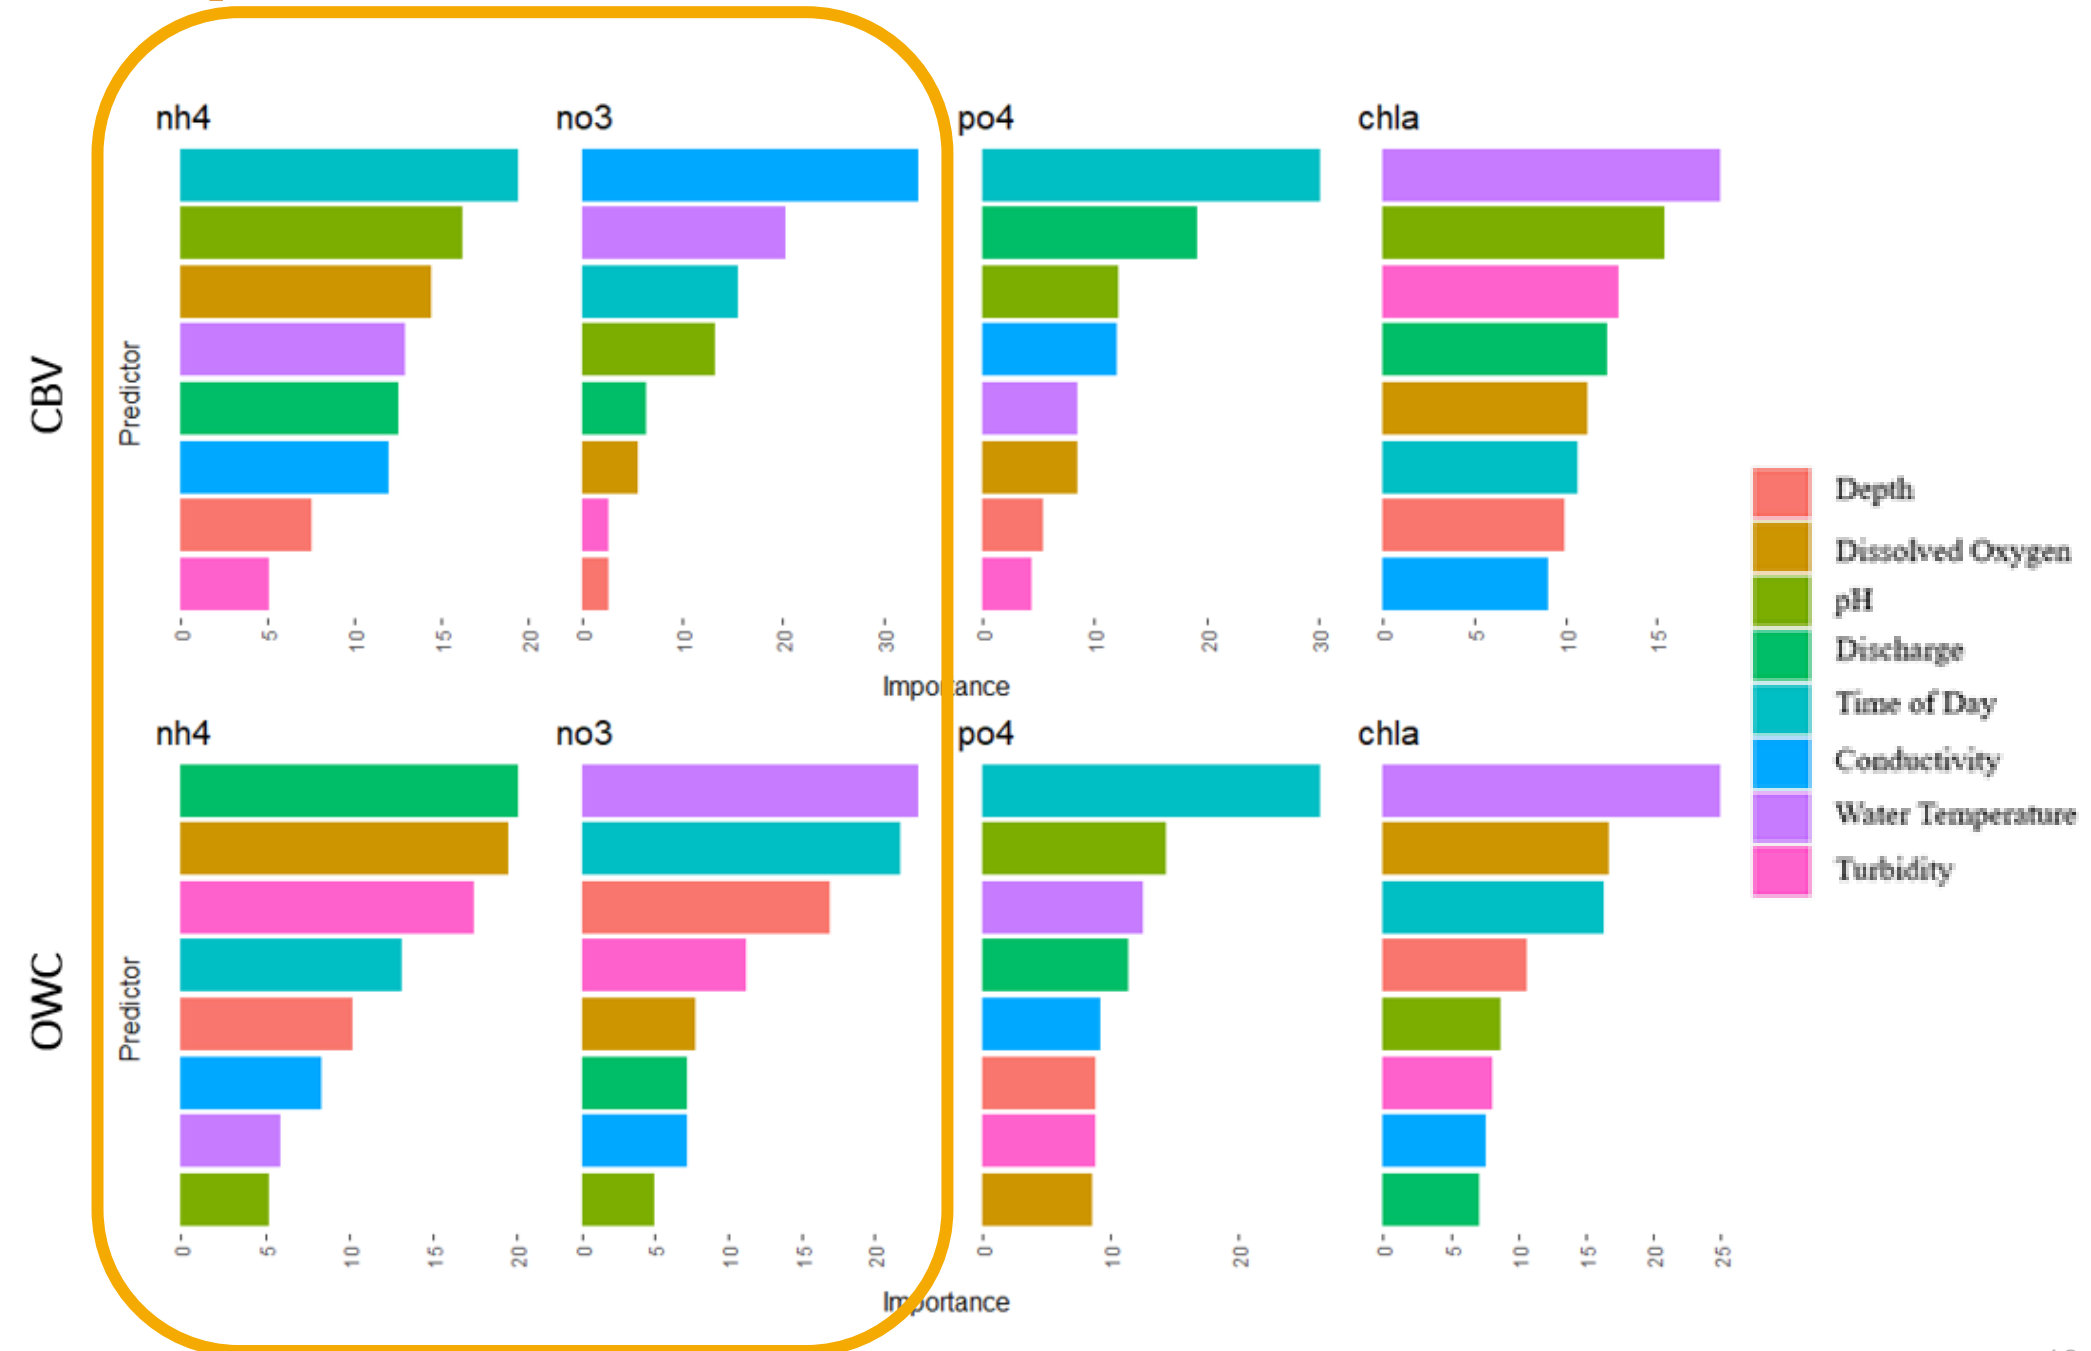 nh4 no3 po4 chla
CBV
Predictor
0 5 10 15 20 0 10 20 30 0 10 20 30 0 5 10 15
Importance
nh4 no3 po4 chla
OWC
Predictor
0 5 10 15 20 0 5 10 15 20 0 10 20 0 5 10 15 20 25
Importance
Depth
Dissolved Oxygen
pH
Discharge
Time of Day
Conductivity
Water Temperature
Turbidity